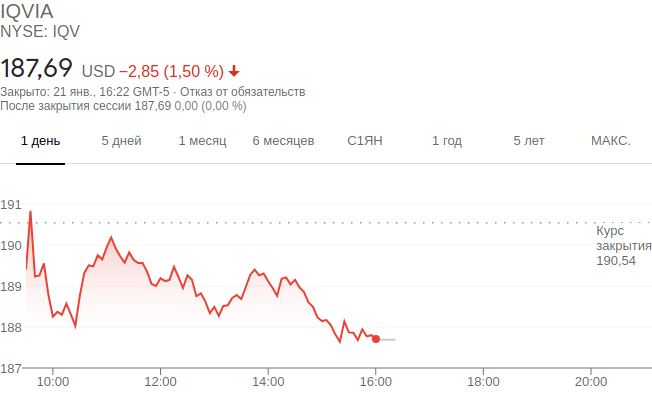 IQVIA
NYSE: IQV
187,69 USD −2,85 (1,50 %)
Закрыто: 21 янв., 16:22 GMT-5 · Отказ от обязательств
После закрытия сессии 187,69 0,00 (0,00 %)
1 день 5 дней 1 месяц 6 месяцев С1ЯН 1 год 5 лет МАКС.
191
Курс
закрытия
190,54
190
189
188
187
10:00 12:00 14:00 16:00 18:00 20:00